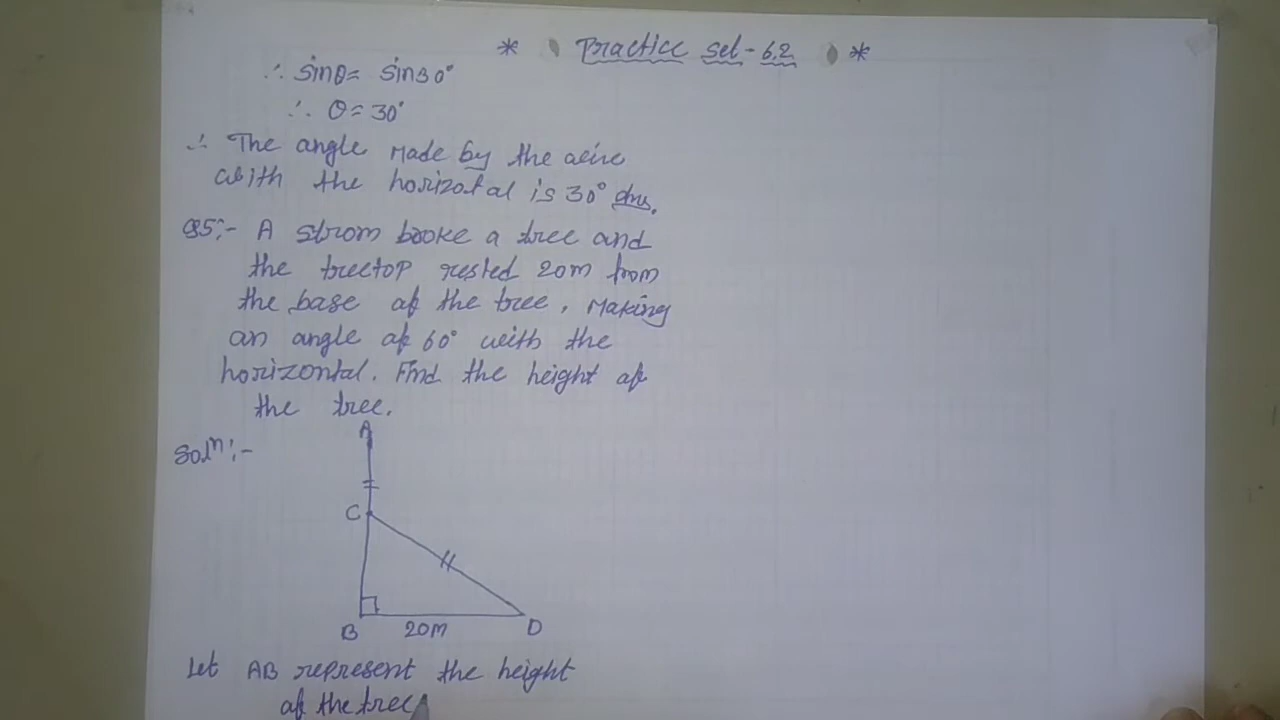 * Practice set-6.2 *
∴ sinθ= sin30°
∴ θ=30°
∴ The angle made by the wire
with the horizotal is 30° Ans.
Q5:- A strom booke a tree and
the treetop rested 20m from
the base of the tree, making
an angle of 60° with the
horizontal. Find the height of
the tree.
Solⁿ:-
A
C
B 20m D
Let AB represent the height
of the tree